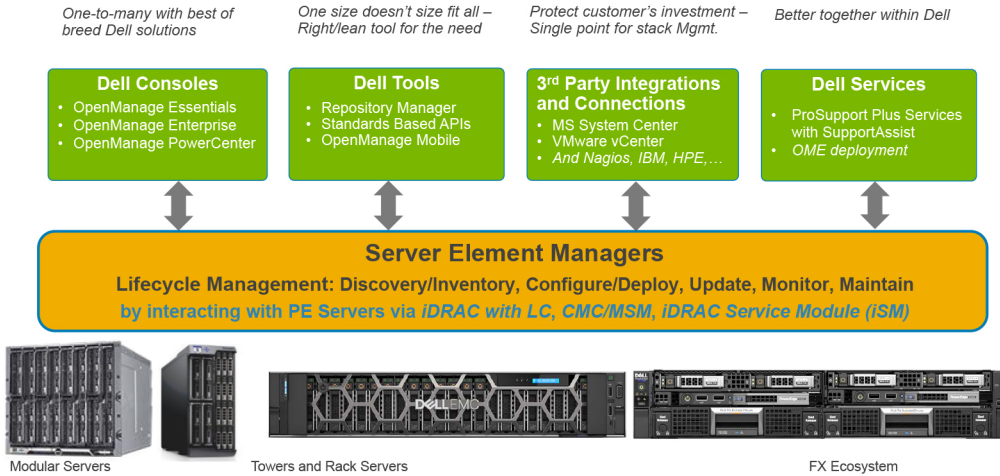 One-to-many with best of
breed Dell solutions
One size doesn't size fit all –
Right/lean tool for the need
Protect customer's investment –
Single point for stack Mgmt.
Better together within Dell
Dell Consoles
• OpenManage Essentials
• OpenManage Enterprise
• OpenManage PowerCenter
Dell Tools
• Repository Manager
• Standards Based APIs
• OpenManage Mobile
3rd Party Integrations
and Connections
• MS System Center
• VMware vCenter
• And Nagios, IBM, HPE,…
Dell Services
• ProSupport Plus Services
with SupportAssist
• OME deployment
Server Element Managers
Lifecycle Management: Discovery/Inventory, Configure/Deploy, Update, Monitor, Maintain
by interacting with PE Servers via iDRAC with LC, CMC/MSM, iDRAC Service Module (iSM)
DELLEMC
DELL
Modular Servers
Towers and Rack Servers
FX Ecosystem